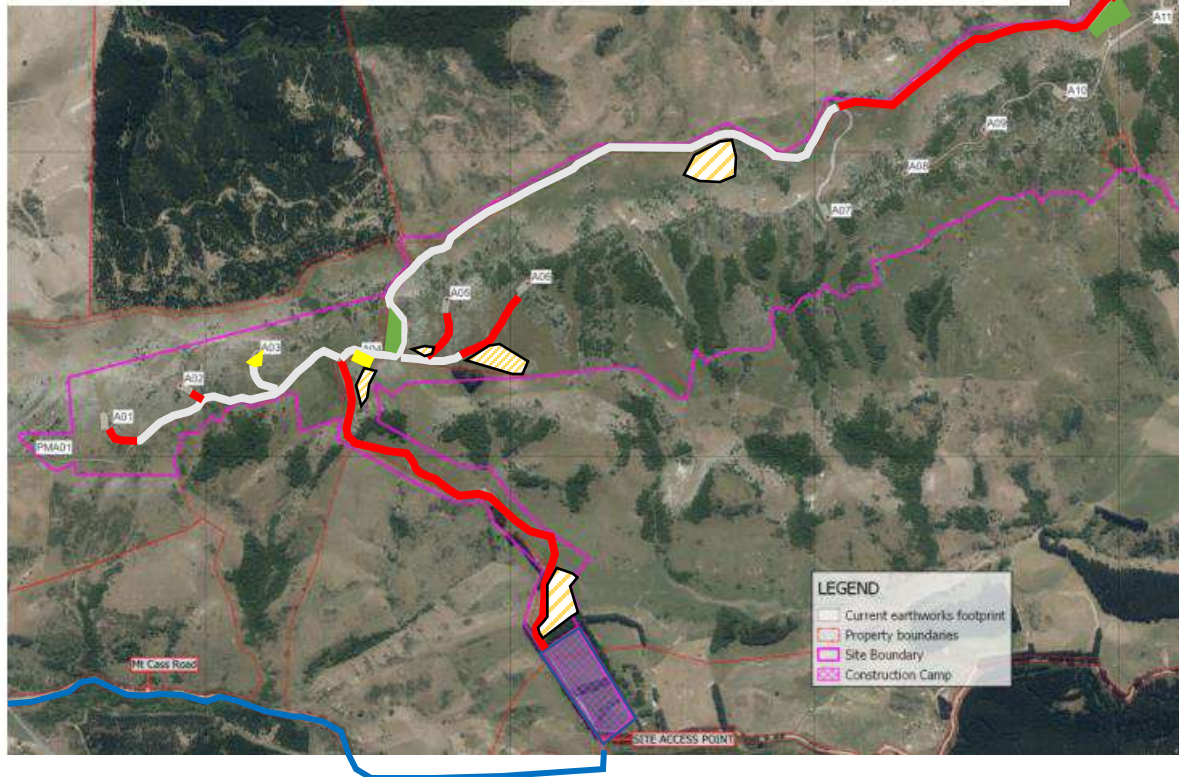 A11
A10
A09
A08
A07
A06
A05
A04
A03
A02
A01
PMA01
LEGEND
Current earthworks footprint
Property boundaries
Site Boundary
Construction Camp
Mt Cass Road
SITE ACCESS POINT